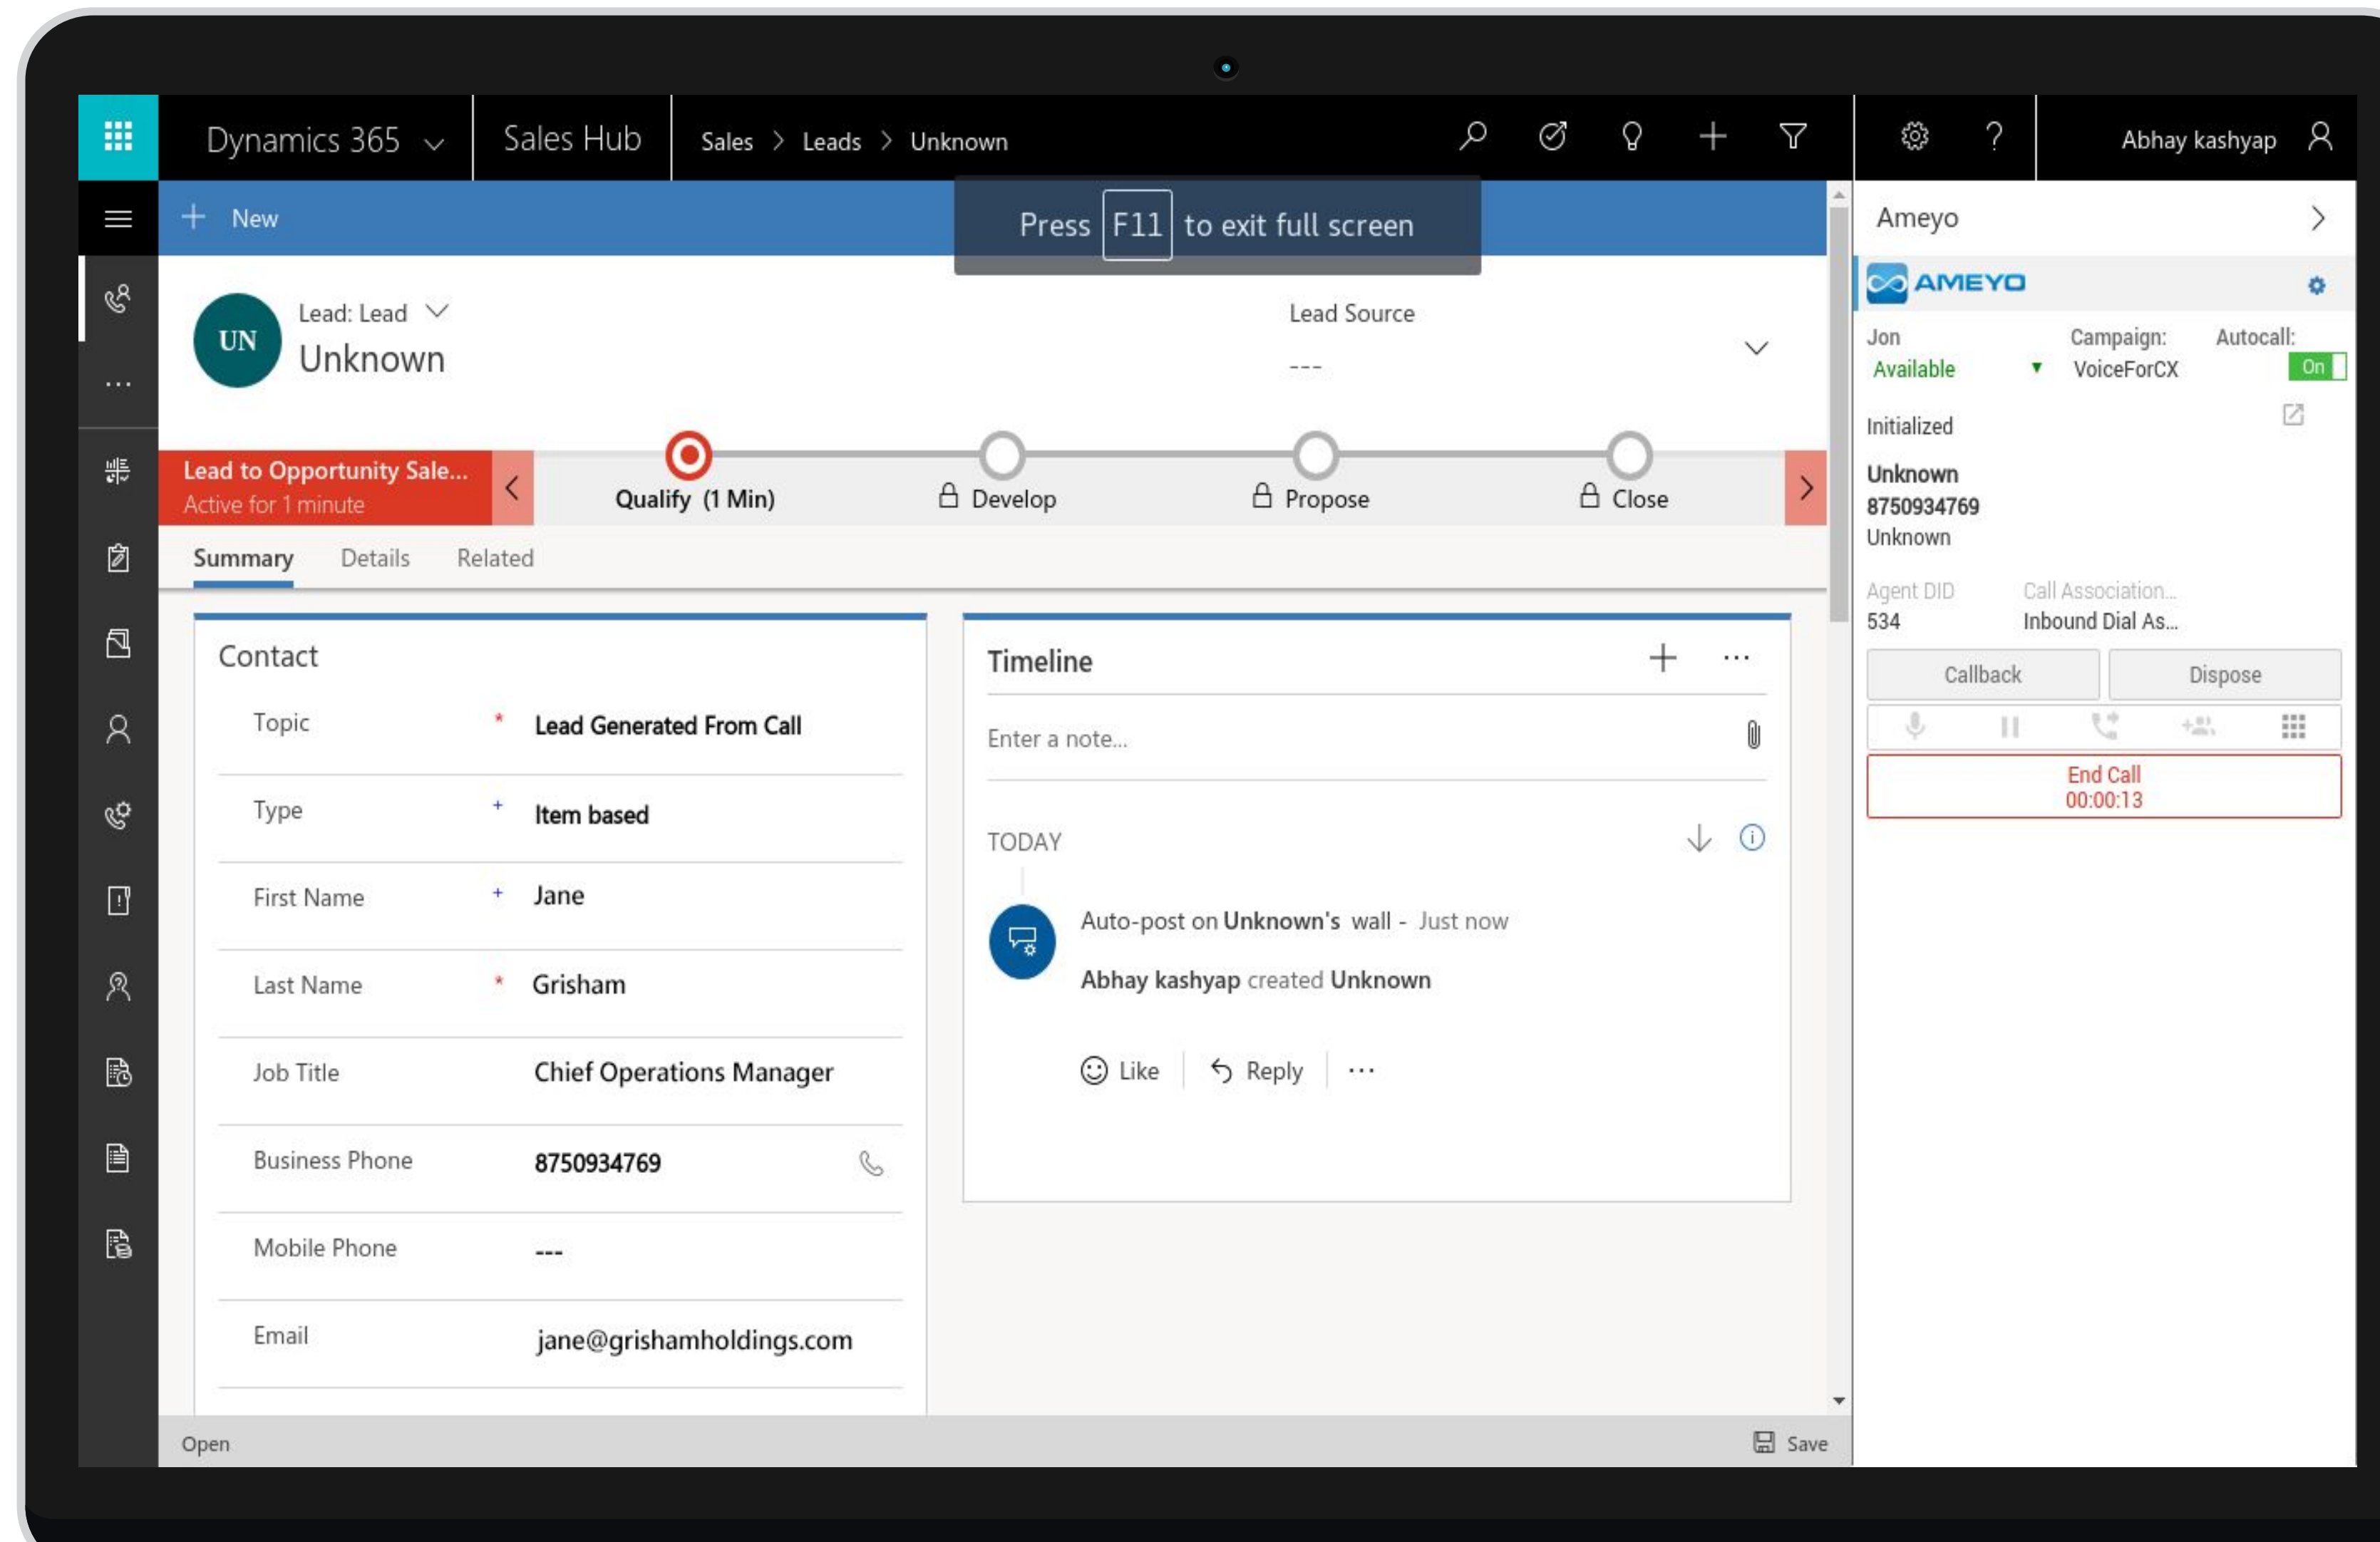 Dynamics 365
Sales Hub
Sales > Leads > Unknown
?
Abhay kashyap
+ New
Press F11 to exit full screen
UN
Lead: Lead
Unknown
Lead Source
---
Lead to Opportunity Sale...
Active for 1 minute
Qualify (1 Min)
Develop
Propose
Close
Summary
Details
Related
Contact
Topic * Lead Generated From Call
Type + Item based
First Name + Jane
Last Name * Grisham
Job Title Chief Operations Manager
Business Phone 8750934769
Mobile Phone ---
Email jane@grishamholdings.com
Timeline
Enter a note...
TODAY
Auto-post on Unknown's wall - Just now
Abhay kashyap created Unknown
Like
Reply
Open
Save
Ameyo
AMEYO
Jon Campaign: Autocall:
Available VoiceForCX On
Initialized
Unknown
8750934769
Unknown
Agent DID Call Association...
534 Inbound Dial As...
Callback Dispose
End Call
00:00:13